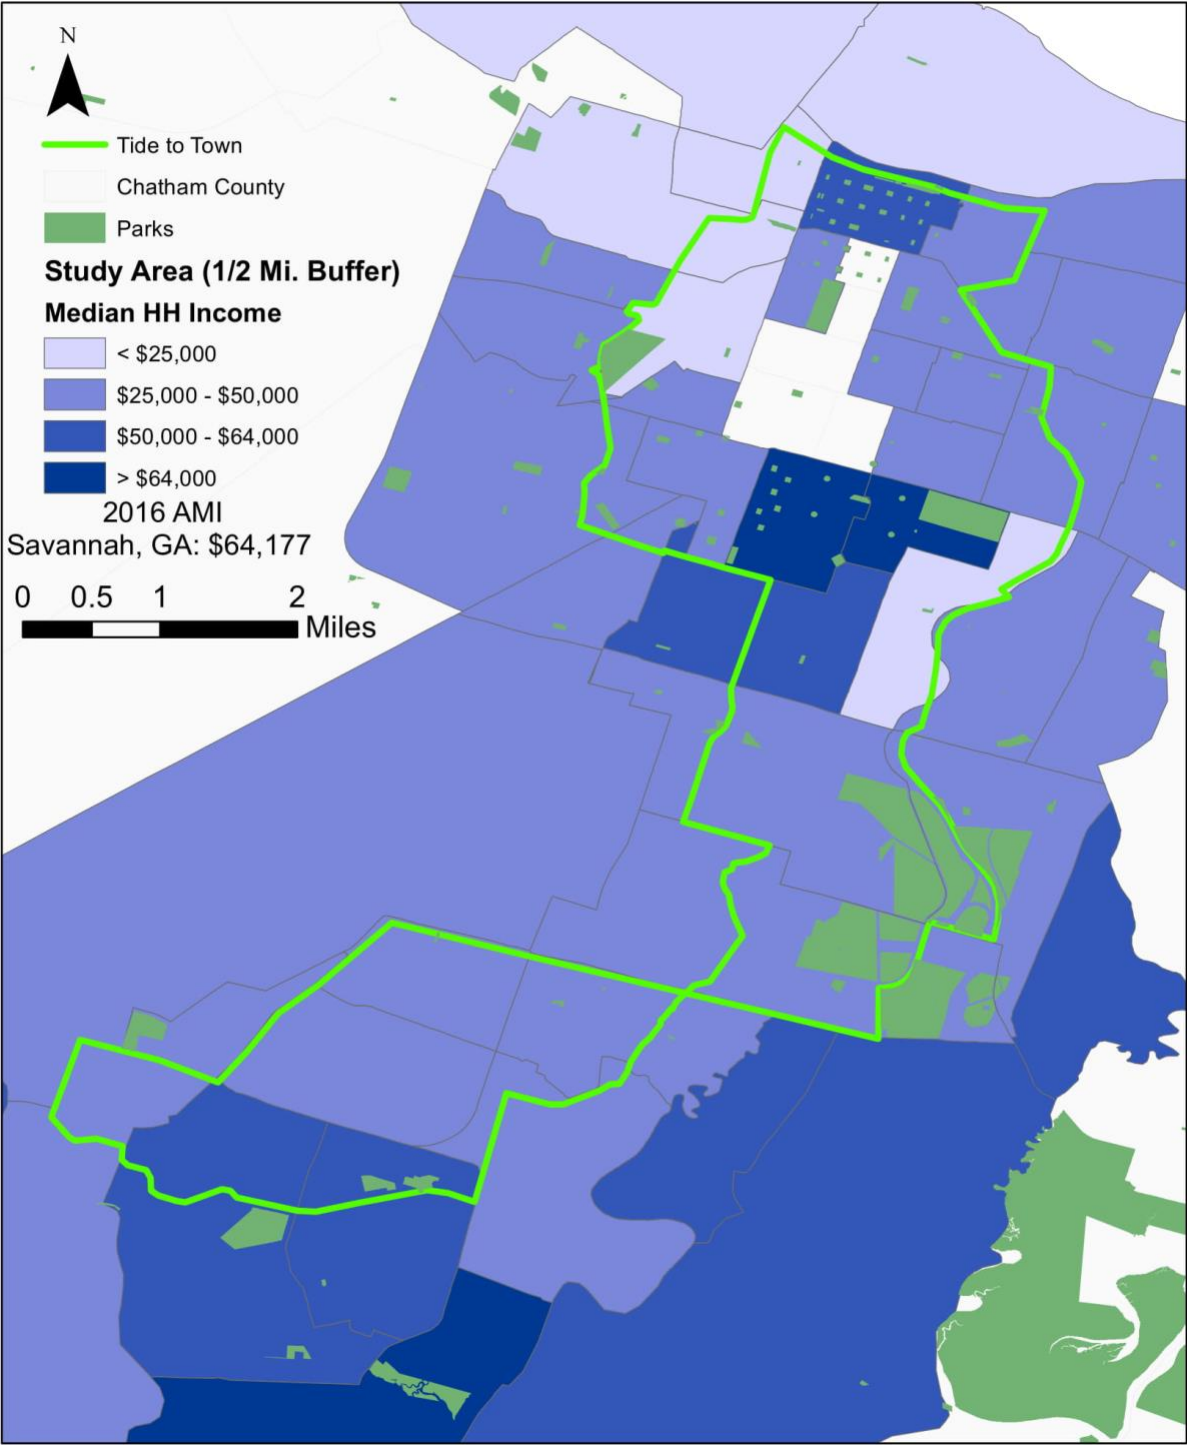 N
Tide to Town
Chatham County
Parks
Study Area (1/2 Mi. Buffer)
Median HH Income
< $25,000
$25,000 - $50,000
$50,000 - $64,000
> $64,000
2016 AMI
Savannah, GA: $64,177
0 0.5 1 2
Miles